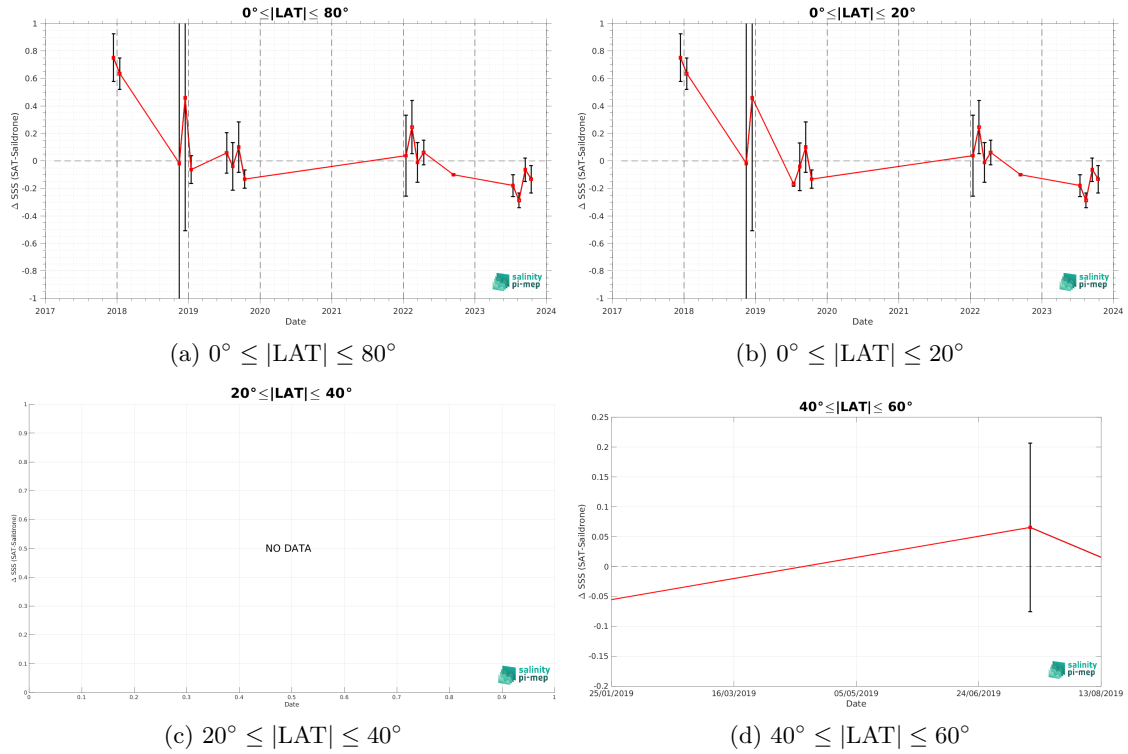 0°≤|LAT|≤ 80°
1
0.8
0.6
0.4
0.2
0
-0.2
-0.4
-0.6
-0.8
-1
Δ SSS (SAT-Saildrone)
2017 2018 2019 2020 2021 2022 2023 2024
Date
salinity
pi-mep
(a) 0° ≤ |LAT| ≤ 80°
0°≤|LAT|≤ 20°
1
0.8
0.6
0.4
0.2
0
-0.2
-0.4
-0.6
-0.8
-1
Δ SSS (SAT-Saildrone)
2017 2018 2019 2020 2021 2022 2023 2024
Date
salinity
pi-mep
(b) 0° ≤ |LAT| ≤ 20°
20°≤|LAT|≤ 40°
1
0.9
0.8
0.7
0.6
0.5
0.4
0.3
0.2
0.1
0
Δ SSS (SAT-Saildrone)
NO DATA
0 0.1 0.2 0.3 0.4 0.5 0.6 0.7 0.8 0.9 1
Date
salinity
pi-mep
(c) 20° ≤ |LAT| ≤ 40°
40°≤|LAT|≤ 60°
0.25
0.2
0.15
0.1
0.05
0
-0.05
-0.1
-0.15
-0.2
Δ SSS (SAT-Saildrone)
25/01/2019 16/03/2019 05/05/2019 24/06/2019 13/08/2019
Date
salinity
pi-mep
(d) 40° ≤ |LAT| ≤ 60°